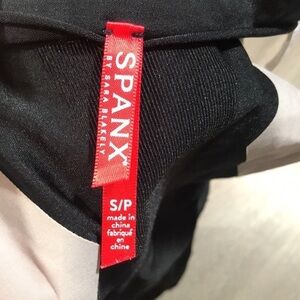 SPANX®
BY SARA BLAKELY
S/P
made in
china
fabriqué
en
chine